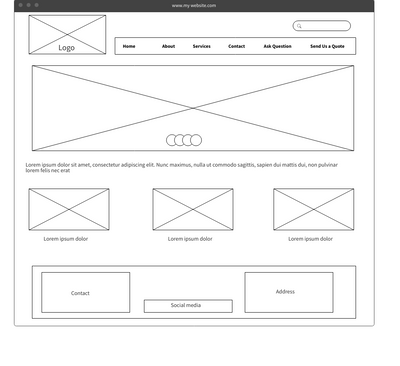 www.my-website.com
Logo
Home About Services Contact Ask Question Send Us a Quote
Lorem ipsum dolor sit amet, consectetur adipiscing elit. Nunc maximus, nulla ut commodo sagittis, sapien dui mattis dui, non pulvinar
lorem felis nec erat
Lorem ipsum dolor Lorem ipsum dolor Lorem ipsum dolor
Contact
Social media
Address